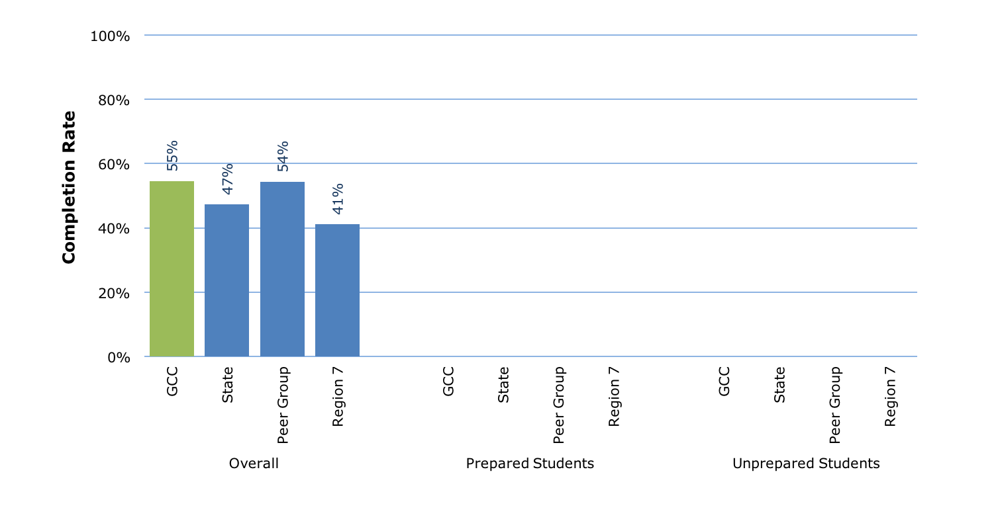 Completion Rate
100%
80%
60%
40%
20%
0%
55%
47%
54%
41%
GCC
State
Peer Group
Region 7
GCC
State
Peer Group
Region 7
GCC
State
Peer Group
Region 7
Overall
Prepared Students
Unprepared Students